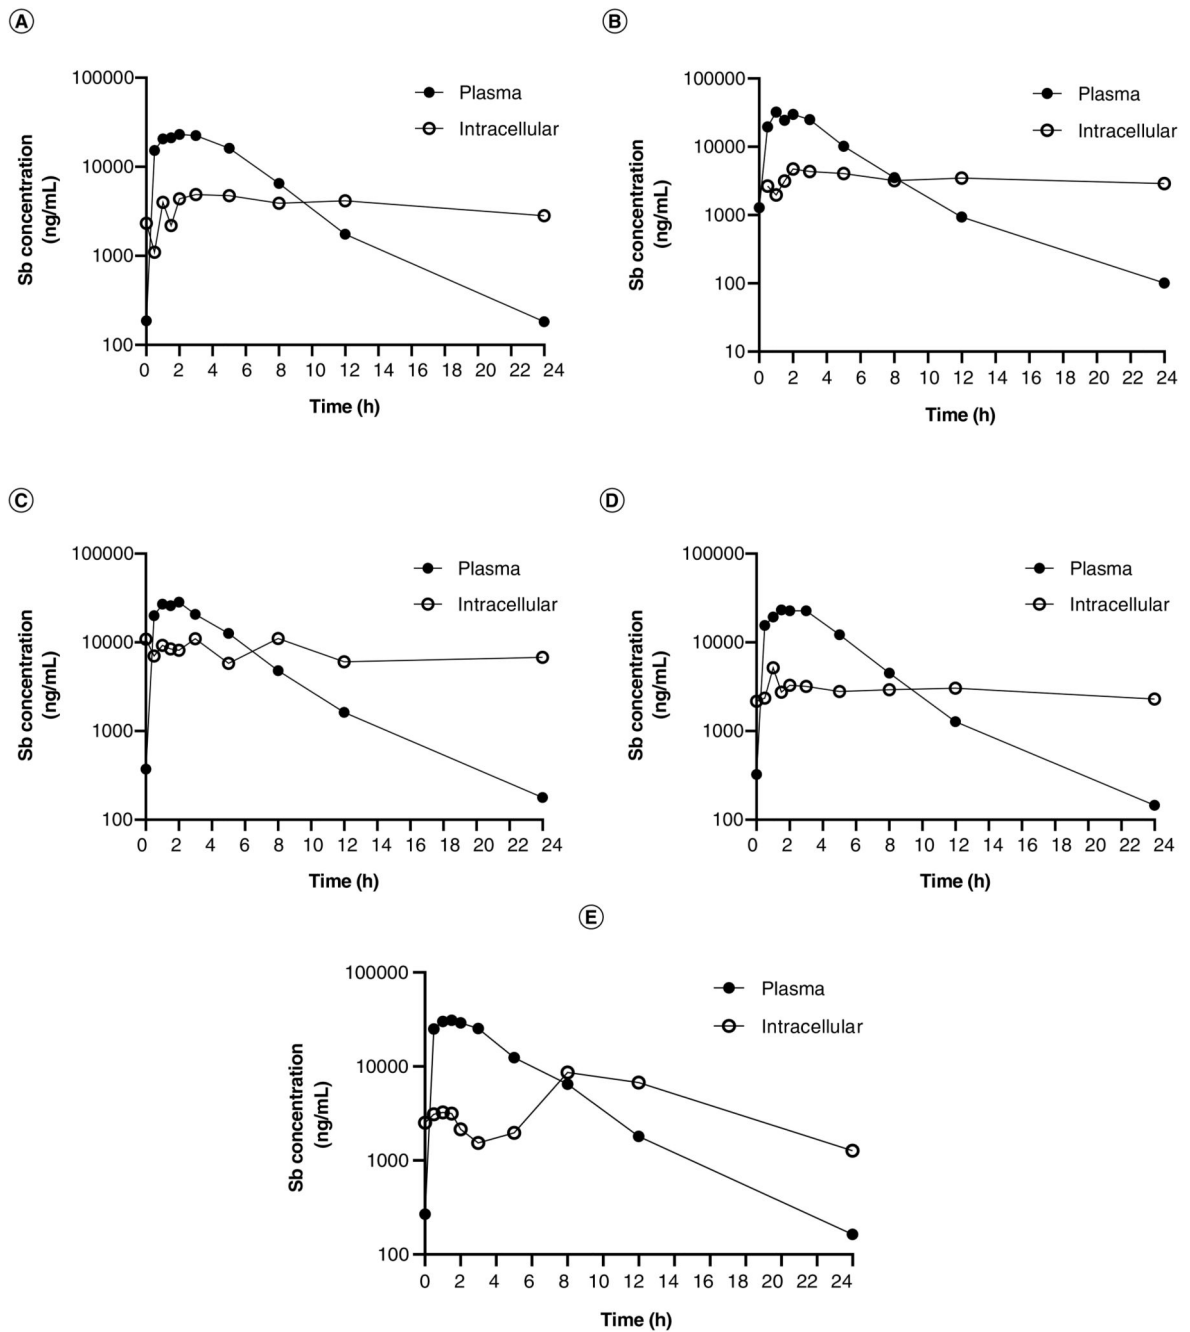 A
100000
10000
1000
100
Sb concentration
(ng/mL)
Plasma
Intracellular
0 2 4 6 8 10 12 14 16 18 20 22 24
Time (h)
B
100000
10000
1000
100
10
Sb concentration
(ng/mL)
Plasma
Intracellular
0 2 4 6 8 10 12 14 16 18 20 22 24
Time (h)
C
100000
10000
1000
100
Sb concentration
(ng/mL)
Plasma
Intracellular
0 2 4 6 8 10 12 14 16 18 20 22 24
Time (h)
D
100000
10000
1000
100
Sb concentration
(ng/mL)
Plasma
Intracellular
0 2 4 6 8 10 12 14 16 18 20 22 24
Time (h)
E
100000
10000
1000
100
Sb concentration
(ng/mL)
Plasma
Intracellular
0 2 4 6 8 10 12 14 16 18 20 22 24
Time (h)